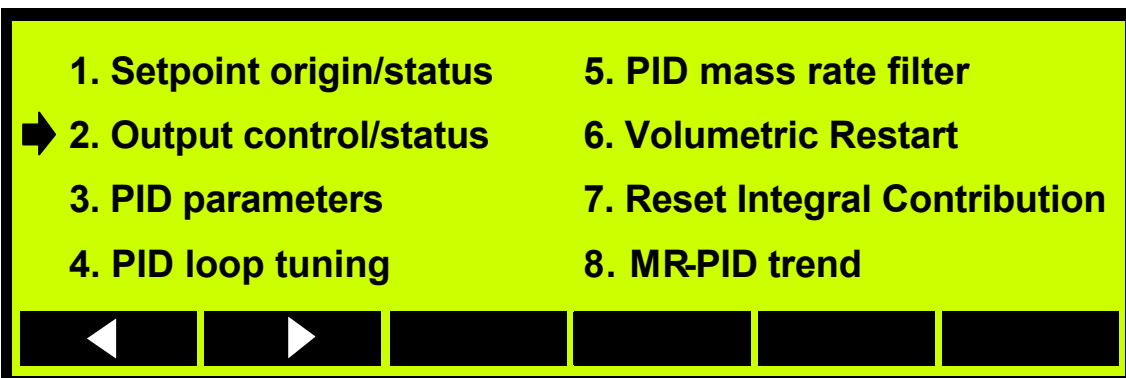 1. Setpoint origin/status
2. Output control/status
3. PID parameters
4. PID loop tuning
5. PID mass rate filter
6. Volumetric Restart
7. Reset Integral Contribution
8. MR-PID trend